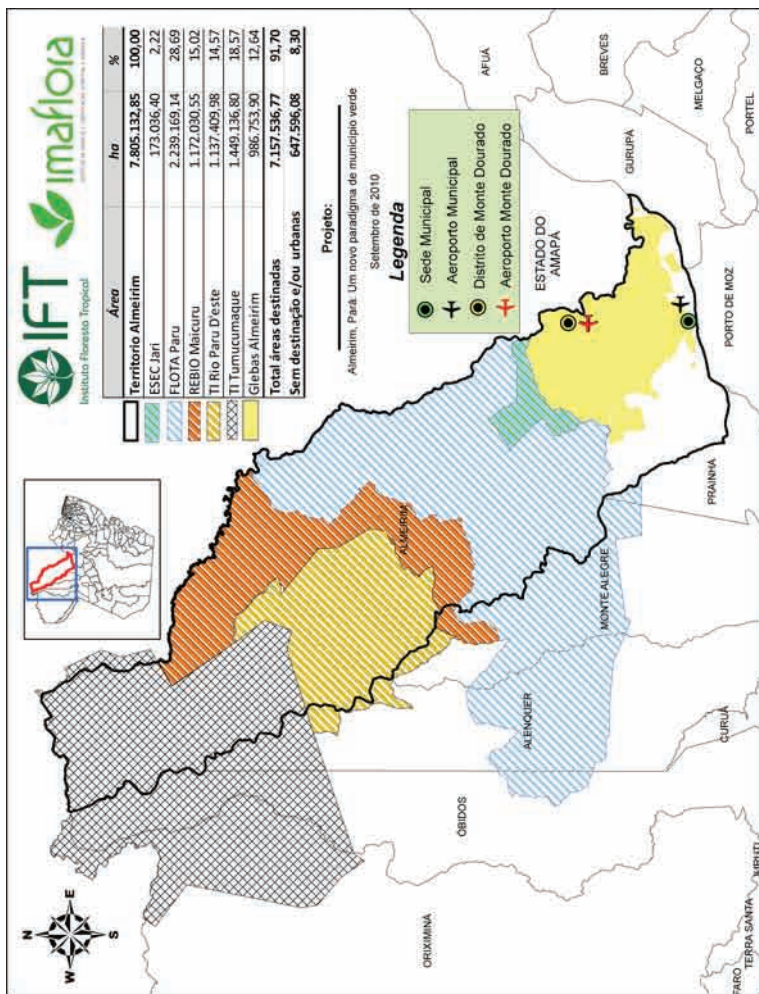 IFT
Instituto Floresta Tropical
imaflora
Área ha %
Territorio Almeirim 7.805.132,85 100,00
ESEC Jari 173.036,40 2,22
FLOTA Paru 2.239.169,14 28,69
REBIO Maicuru 1.172.030,55 15,02
TI Rio Paru D'este 1.137.409,98 14,57
TI Tumucumaque 1.449.136,80 18,57
Glebas Almeirim 986.753,90 12,64
Total áreas destinadas 7.157.536,77 91,70
Sem destinação e/ou urbanas 647.596,08 8,30
Projeto:
Almeirim, Pará: Um novo paradigma de município verde
Setembro de 2010
Legenda
Sede Municipal
Aeroporto Municipal
Distrito de Monte Dourado
Aeroporto Monte Dourado
N
W
E
S
ALMEIRIM
ESTADO DO
AMAPÁ
AFUÁ
BREVES
GURUPÁ
MELGAÇO
PORTEL
PORTO DE MOZ
PRAINHA
MONTE ALEGRE
ALENQUER
CURUÁ
ÓBIDOS
ORIXIMINÁ
FARO
TERRA SANTA
JURUTI